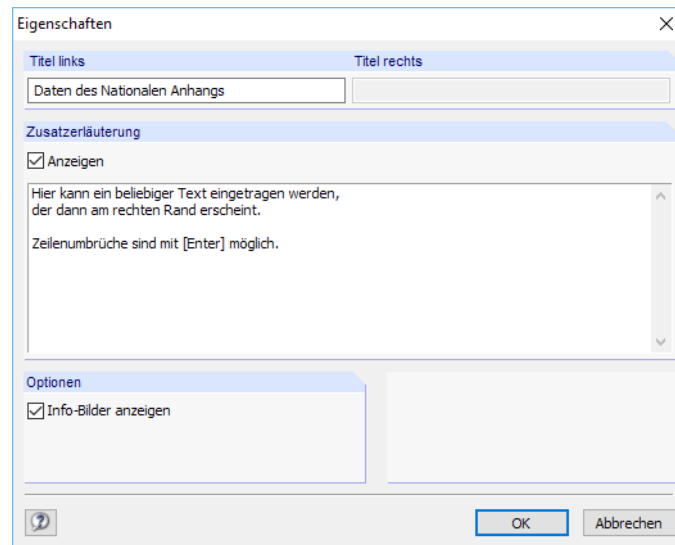 Eigenschaften
Titel links
Titel rechts
Daten des Nationalen Anhangs
Zusatzerläuterung
Anzeigen
Hier kann ein beliebiger Text eingetragen werden,
der dann am rechten Rand erscheint.
Zeilenumbrüche sind mit [Enter] möglich.
Optionen
Info-Bilder anzeigen
OK
Abbrechen